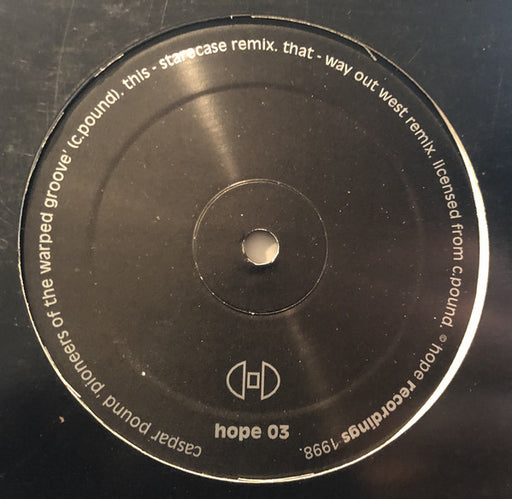 caspar pound 'pioneers of the warped groove' (c.pound). this - starecase remix. that - way out west remix. licensed from c.pound. ℗ hope recordings 1998.
hope 03